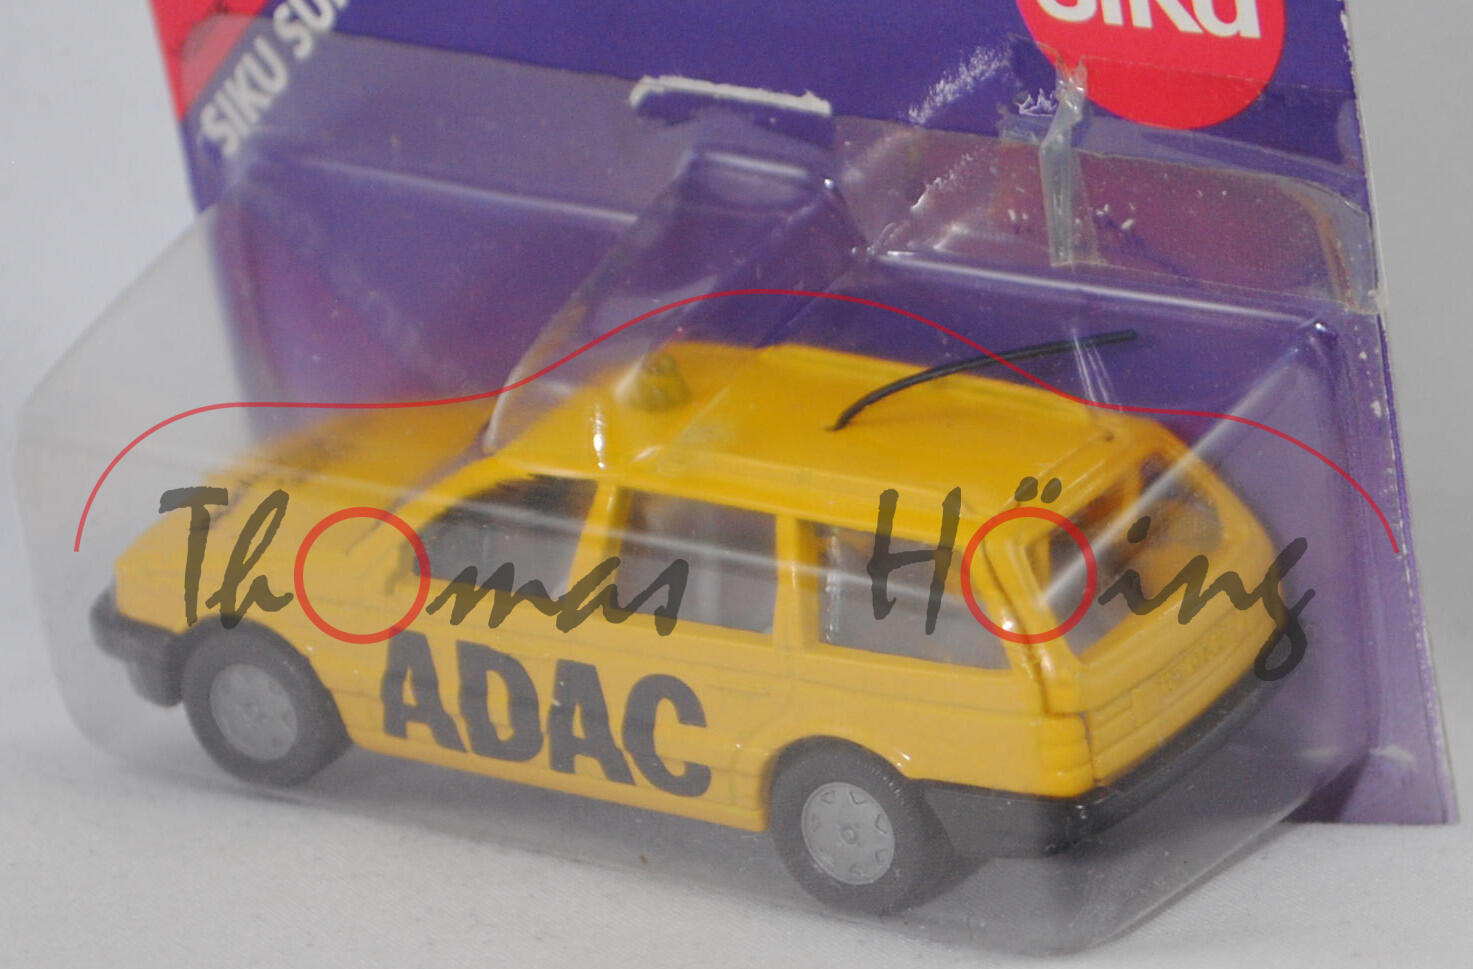 SIKU SU
siku
Thomas Höing
ADAC